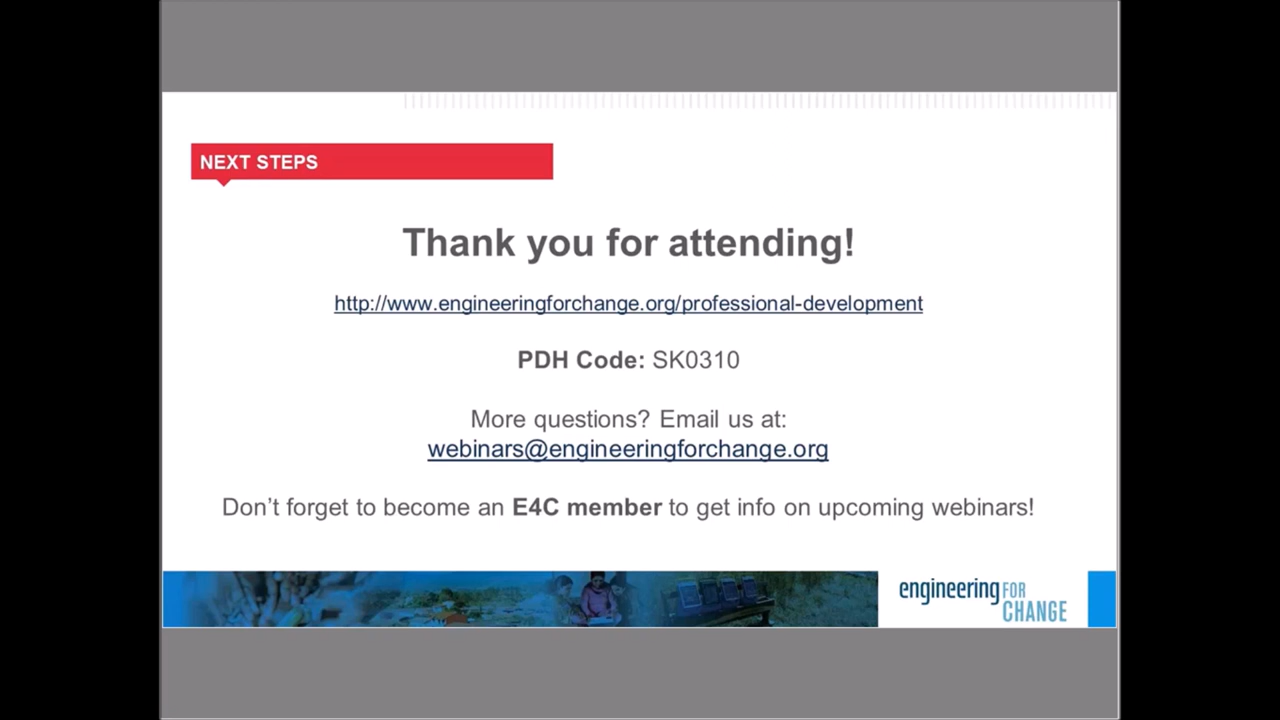 NEXT STEPS
Thank you for attending!
http://www.engineeringforchange.org/professional-development
PDH Code: SK0310
More questions? Email us at:
webinars@engineeringforchange.org
Don’t forget to become an E4C member to get info on upcoming webinars!
engineering FOR
CHANGE